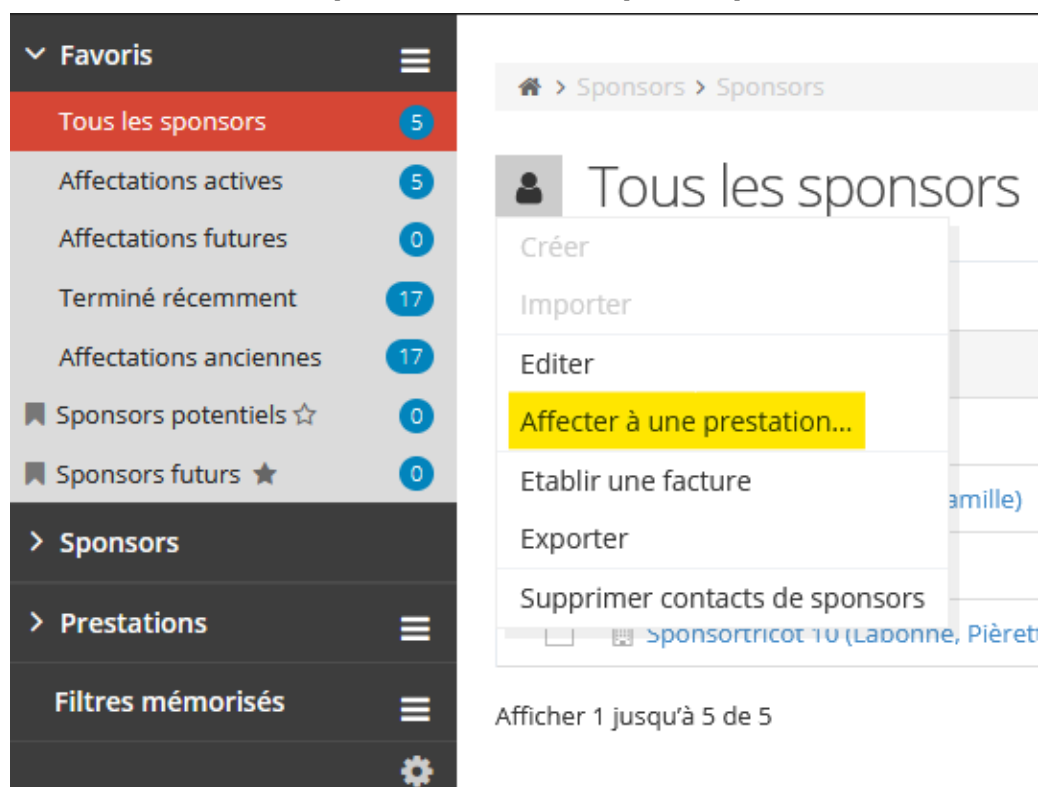 Favoris
Tous les sponsors 5
Affectations actives 5
Affectations futures 0
Terminé récemment 17
Affectations anciennes 17
Sponsors potentiels 0
Sponsors futurs 0
Sponsors
Prestations
Filtres mémorisés
> Sponsors > Sponsors
Tous les sponsors
Créer
Importer
Editer
Affecter à une prestation...
Etablir une facture
amille)
Exporter
Supprimer contacts de sponsors
Sponsortricot 10 (Labonne, Pièrett
Afficher 1 jusqu’à 5 de 5